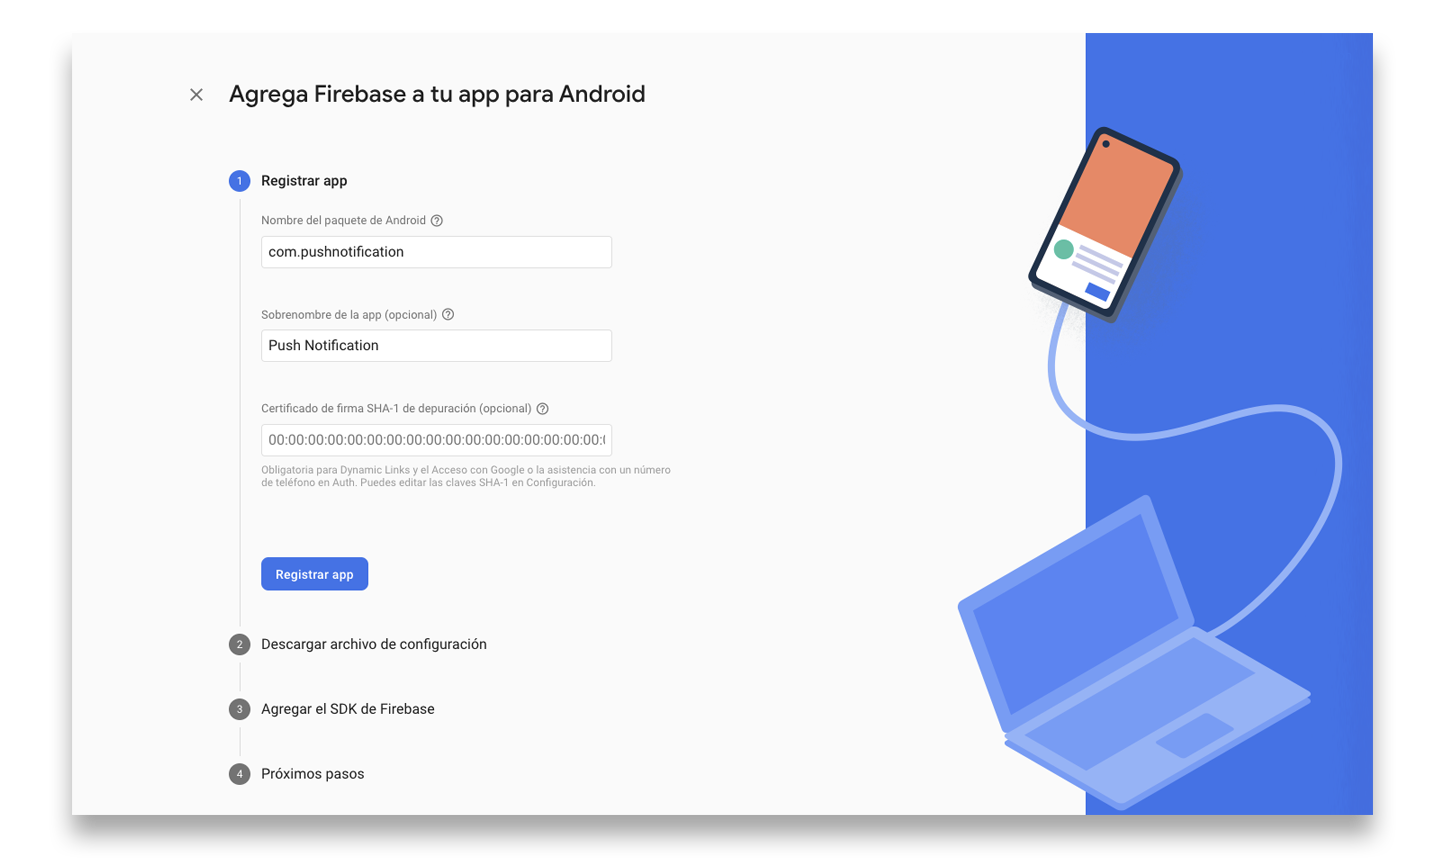 Agrega Firebase a tu app para Android
1 Registrar app
Nombre del paquete de Android
com.pushnotification
Sobrenombre de la app (opcional)
Push Notification
Certificado de firma SHA-1 de depuración (opcional)
00:00:00:00:00:00:00:00:00:00:00:00:00:00:00:00:00:
Obligatoria para Dynamic Links y el Acceso con Google o la asistencia con un número
de teléfono en Auth. Puedes editar las claves SHA-1 en Configuración.
Registrar app
2 Descargar archivo de configuración
3 Agregar el SDK de Firebase
4 Próximos pasos